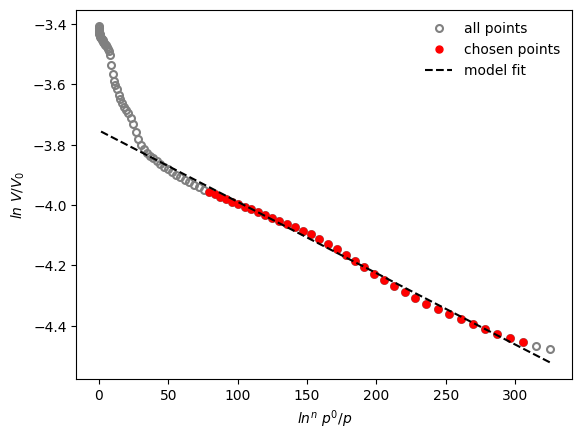 all points
chosen points
model fit
−3.4
−3.6
−3.8
−4.0
−4.2
−4.4
ln V/V₀
0
50
100
150
200
250
300
lnⁿ p⁰/p